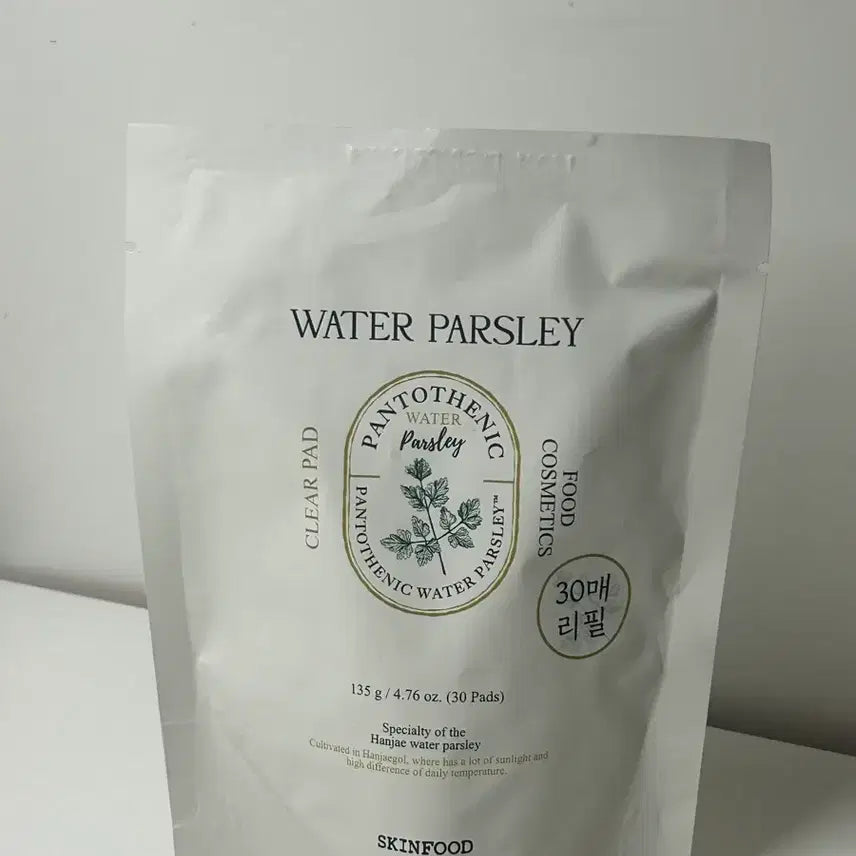 WATER PARSLEY
PANTOTHENIC
WATER
Parsley
PANTOTHENIC WATER PARSLEY™
CLEAR PAD
FOOD
COSMETICS
30매
리필
135 g / 4.76 oz. (30 Pads)
Specialty of the
Hanjae water parsley
Cultivated in Hanjaegol, where has a lot of sunlight and
high difference of daily temperature.
SKINFOOD